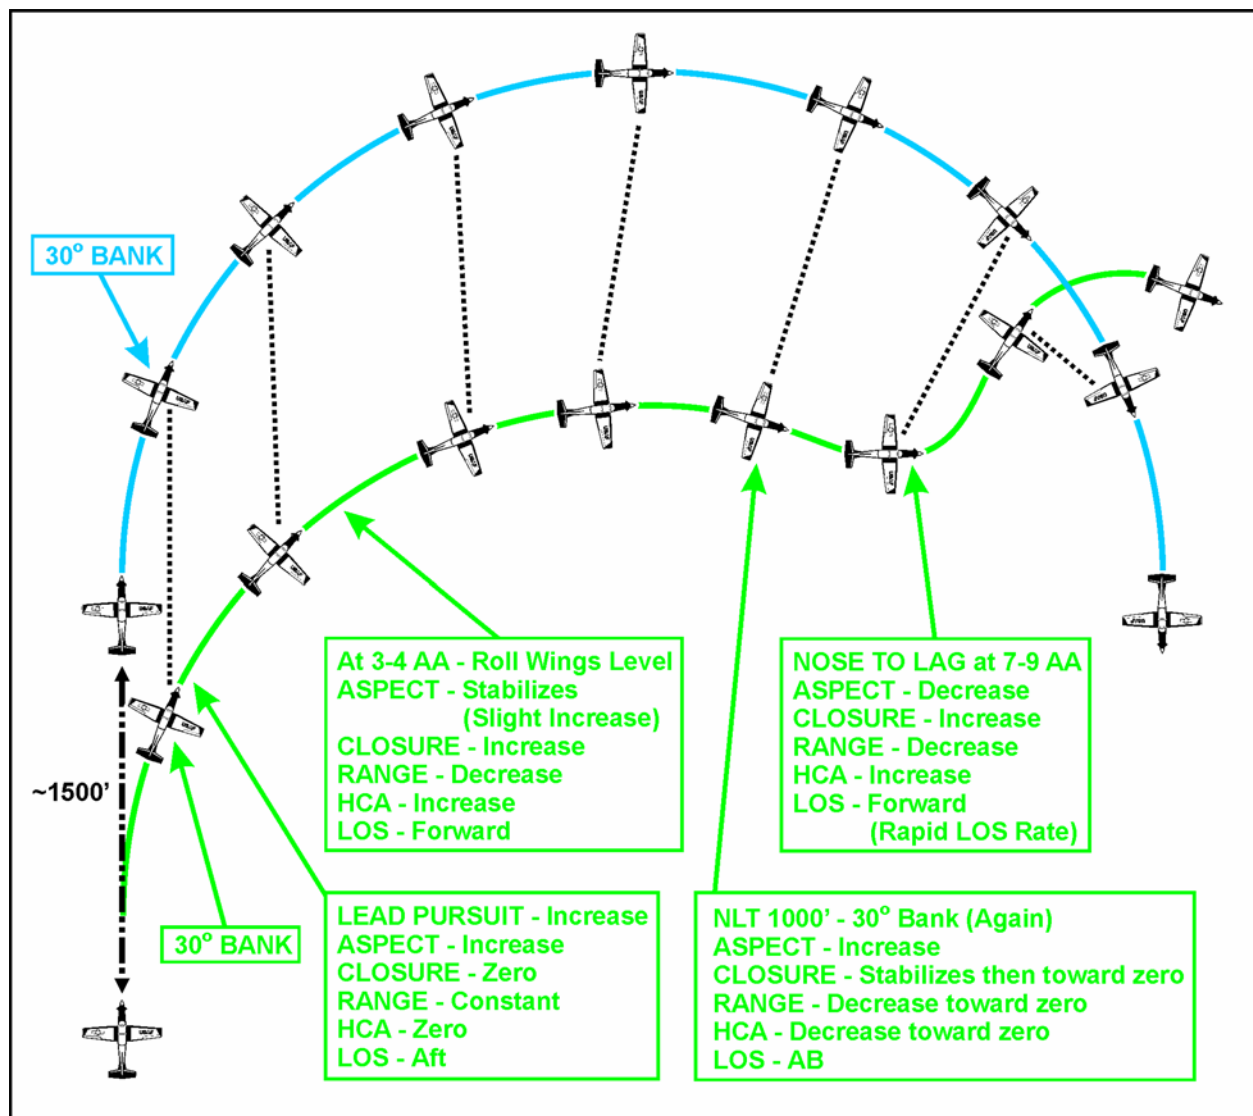 30° BANK
At 3-4 AA - Roll Wings Level
ASPECT - Stabilizes
(Slight Increase)
CLOSURE - Increase
RANGE - Decrease
HCA - Increase
LOS - Forward
NOSE TO LAG at 7-9 AA
ASPECT - Decrease
CLOSURE - Increase
RANGE - Decrease
HCA - Increase
LOS - Forward
(Rapid LOS Rate)
~1500’
30° BANK
LEAD PURSUIT - Increase
ASPECT - Increase
CLOSURE - Zero
RANGE - Constant
HCA - Zero
LOS - Aft
NLT 1000’ - 30° Bank (Again)
ASPECT - Increase
CLOSURE - Stabilizes then toward zero
RANGE - Decrease toward zero
HCA - Decrease toward zero
LOS - AB